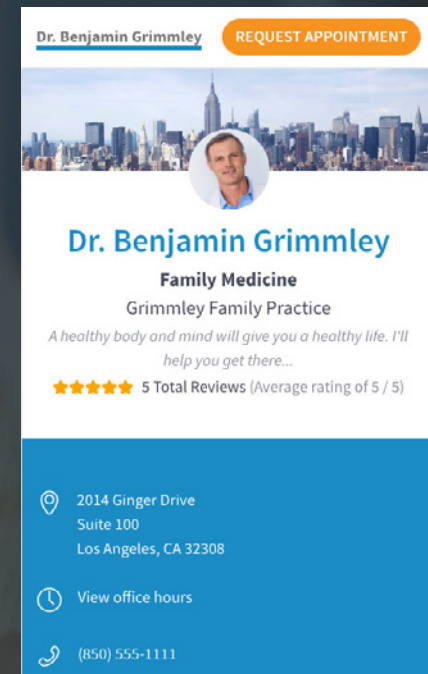 Dr. Benjamin Grimmley
REQUEST APPOINTMENT
Dr. Benjamin Grimmley
Family Medicine
Grimmley Family Practice
A healthy body and mind will give you a healthy life. I'll
help you get there...
5 Total Reviews (Average rating of 5 / 5)
2014 Ginger Drive
Suite 100
Los Angeles, CA 32308
View office hours
(850) 555-1111